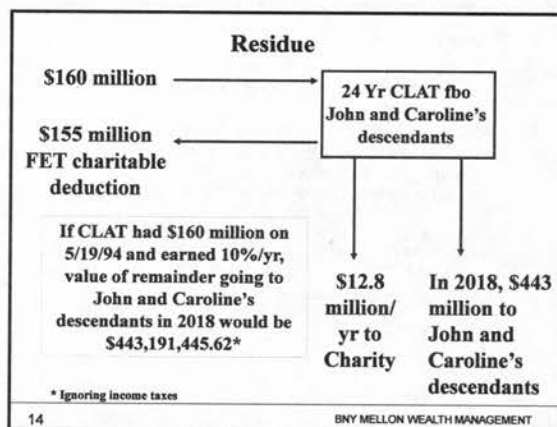 Residue
$160 million
24 Yr CLAT fbo
John and Caroline's
descendants
$155 million
FET charitable
deduction
If CLAT had $160 million on
5/19/94 and earned 10%/yr,
value of remainder going to
John and Caroline's
descendants in 2018 would be
$443,191,445.62*
$12.8
million/
yr to
Charity
In 2018, $443
million to
John and
Caroline's
descendants
* Ignoring income taxes
14
BNY MELLON WEALTH MANAGEMENT